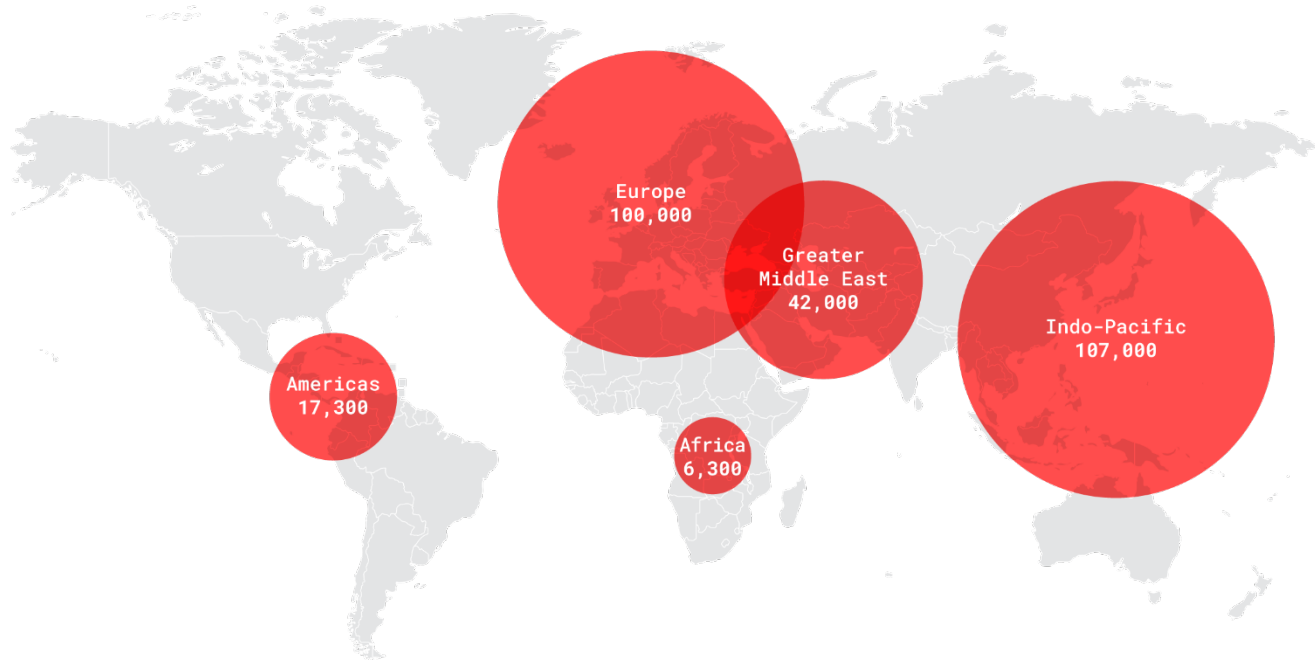 Europe
100,000
Greater
Middle East
42,000
Indo-Pacific
107,000
Americas
17,300
Africa
6,300